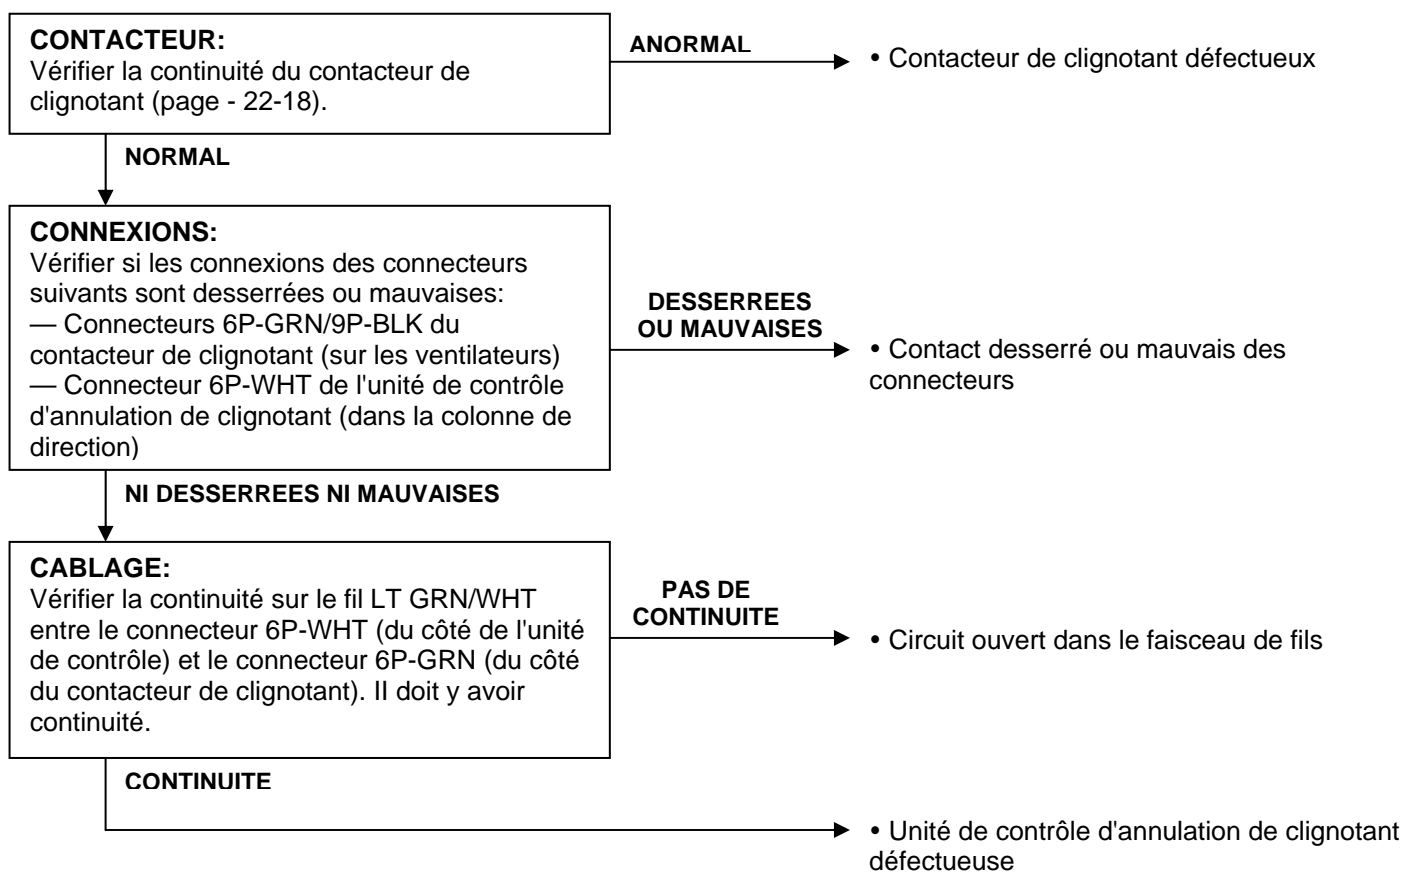 CONTACTEUR:
Vérifier la continuité du contacteur de
clignotant (page - 22-18).
ANORMAL
• Contacteur de clignotant défectueux
NORMAL
CONNEXIONS:
Vérifier si les connexions des connecteurs
suivants sont desserrées ou mauvaises:
— Connecteurs 6P-GRN/9P-BLK du
contacteur de clignotant (sur les ventilateurs)
— Connecteur 6P-WHT de l'unité de contrôle
d'annulation de clignotant (dans la colonne de
direction)
DESSERREES
OU MAUVAISES
• Contact desserré ou mauvais des
connecteurs
NI DESSERREES NI MAUVAISES
CABLAGE:
Vérifier la continuité sur le fil LT GRN/WHT
entre le connecteur 6P-WHT (du côté de l'unité
de contrôle) et le connecteur 6P-GRN (du côté
du contacteur de clignotant). II doit y avoir
continuité.
PAS DE
CONTINUITE
• Circuit ouvert dans le faisceau de fils
CONTINUITE
• Unité de contrôle d'annulation de clignotant
défectueuse